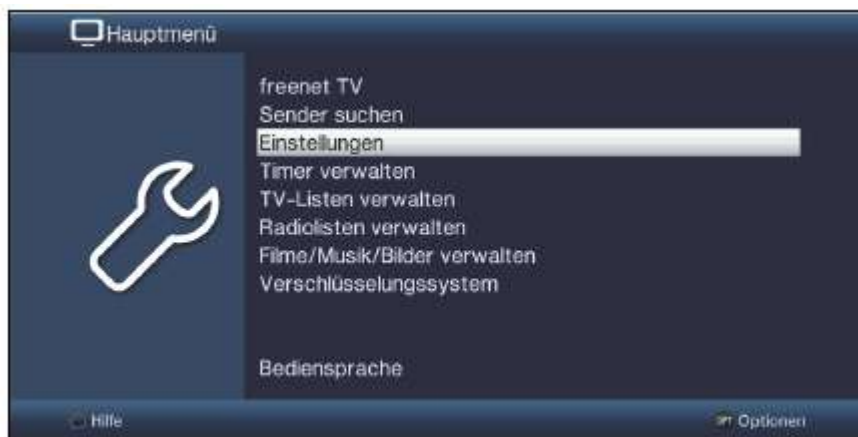 Hauptmenü
freenet TV
Sender suchen
Einstellungen
Timer verwalten
TV-Listen verwalten
Radiolisten verwalten
Filme/Musik/Bilder verwalten
Verschlüsselungssystem
Bediensprache
Hilfe
OPT Optionen